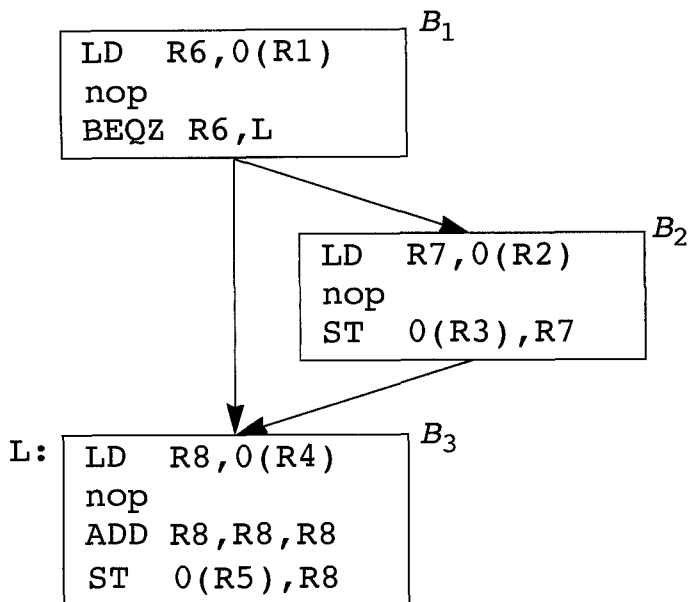 B1
LD R6,0(R1)
nop
BEQZ R6,L
B2
LD R7,0(R2)
nop
ST 0(R3),R7
B3
L: LD R8,0(R4)
nop
ADD R8,R8,R8
ST 0(R5),R8